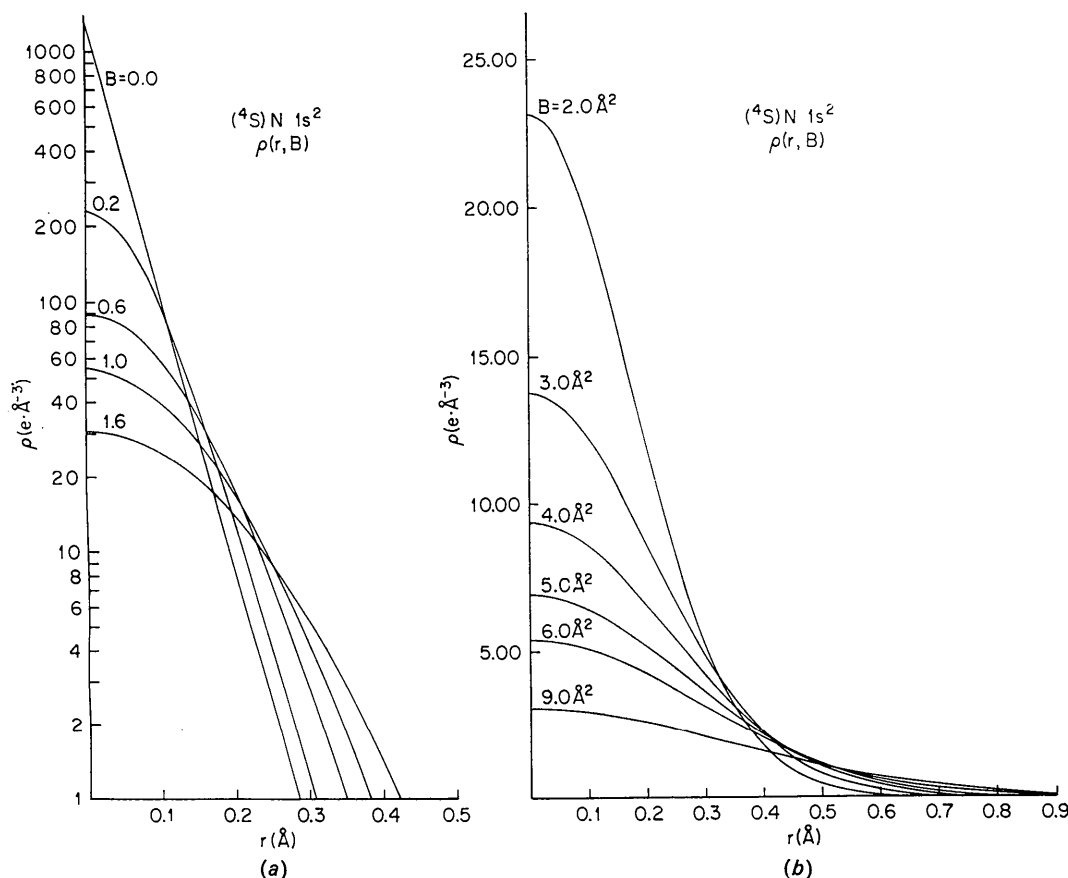 1000
800
600
400
200
100
80
60
40
20
10
8
6
4
2
1
ρ(e·Å⁻³)
B=0.0
0.2
0.6
1.0
1.6
(⁴S)N 1s²
ρ(r,B)
0.1 0.2 0.3 0.4 0.5
r(Å)
(a)
25.00
20.00
15.00
10.00
5.00
ρ(e·Å⁻³)
B=2.0Å²
3.0Å²
4.0Å²
5.0Å²
6.0Å²
9.0Å²
(⁴S)N 1s²
ρ(r,B)
0.1 0.2 0.3 0.4 0.5 0.6 0.7 0.8 0.9
r(Å)
(b)